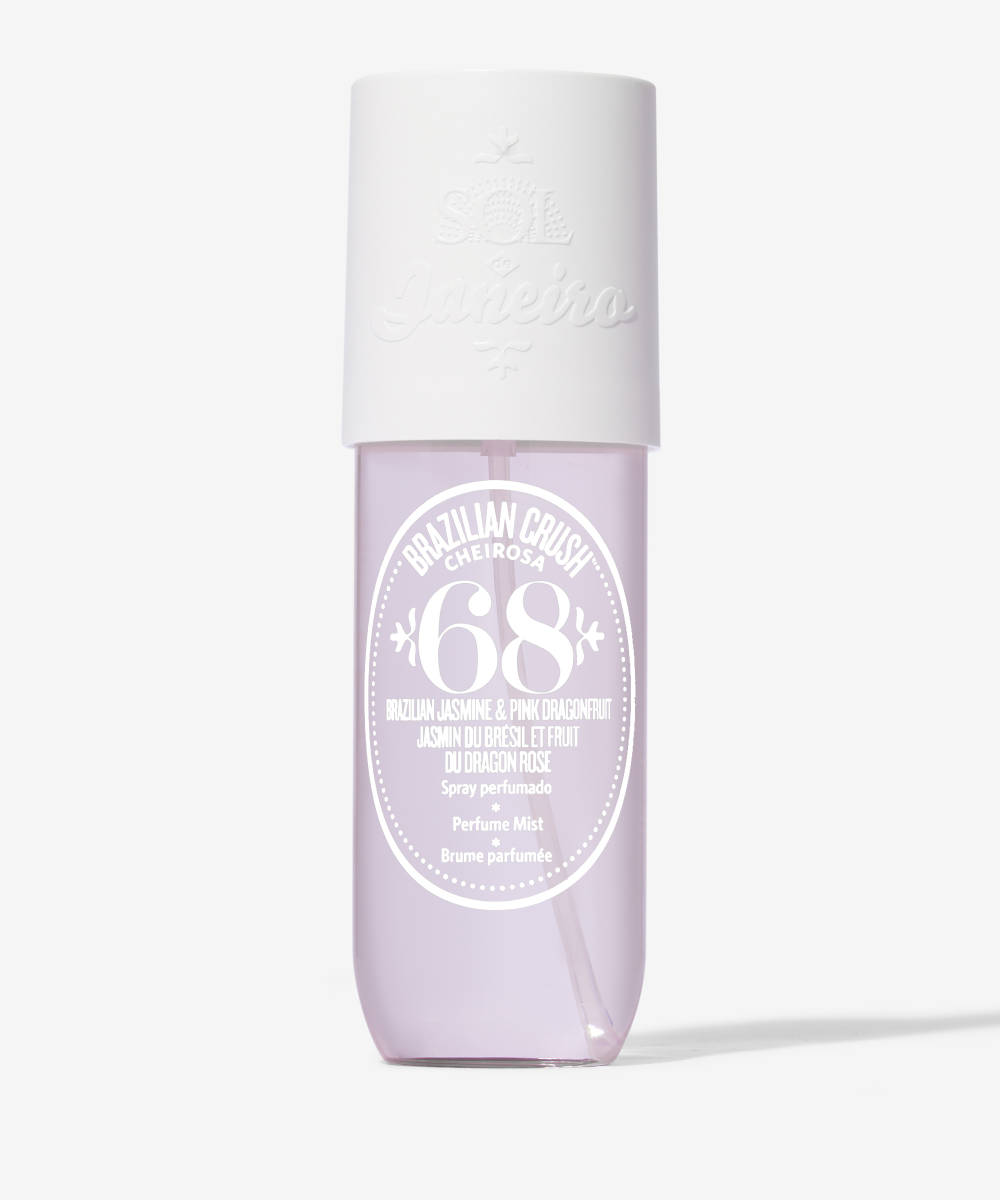 SOL
de
Janeiro
BRAZILIAN CRUSH™
CHEIROSA
68
BRAZILIAN JASMINE & PINK DRAGONFRUIT
JASMIN DU BRÉSIL ET FRUIT
DU DRAGON ROSE
Spray perfumado
*
Perfume Mist
*
Brume parfumée